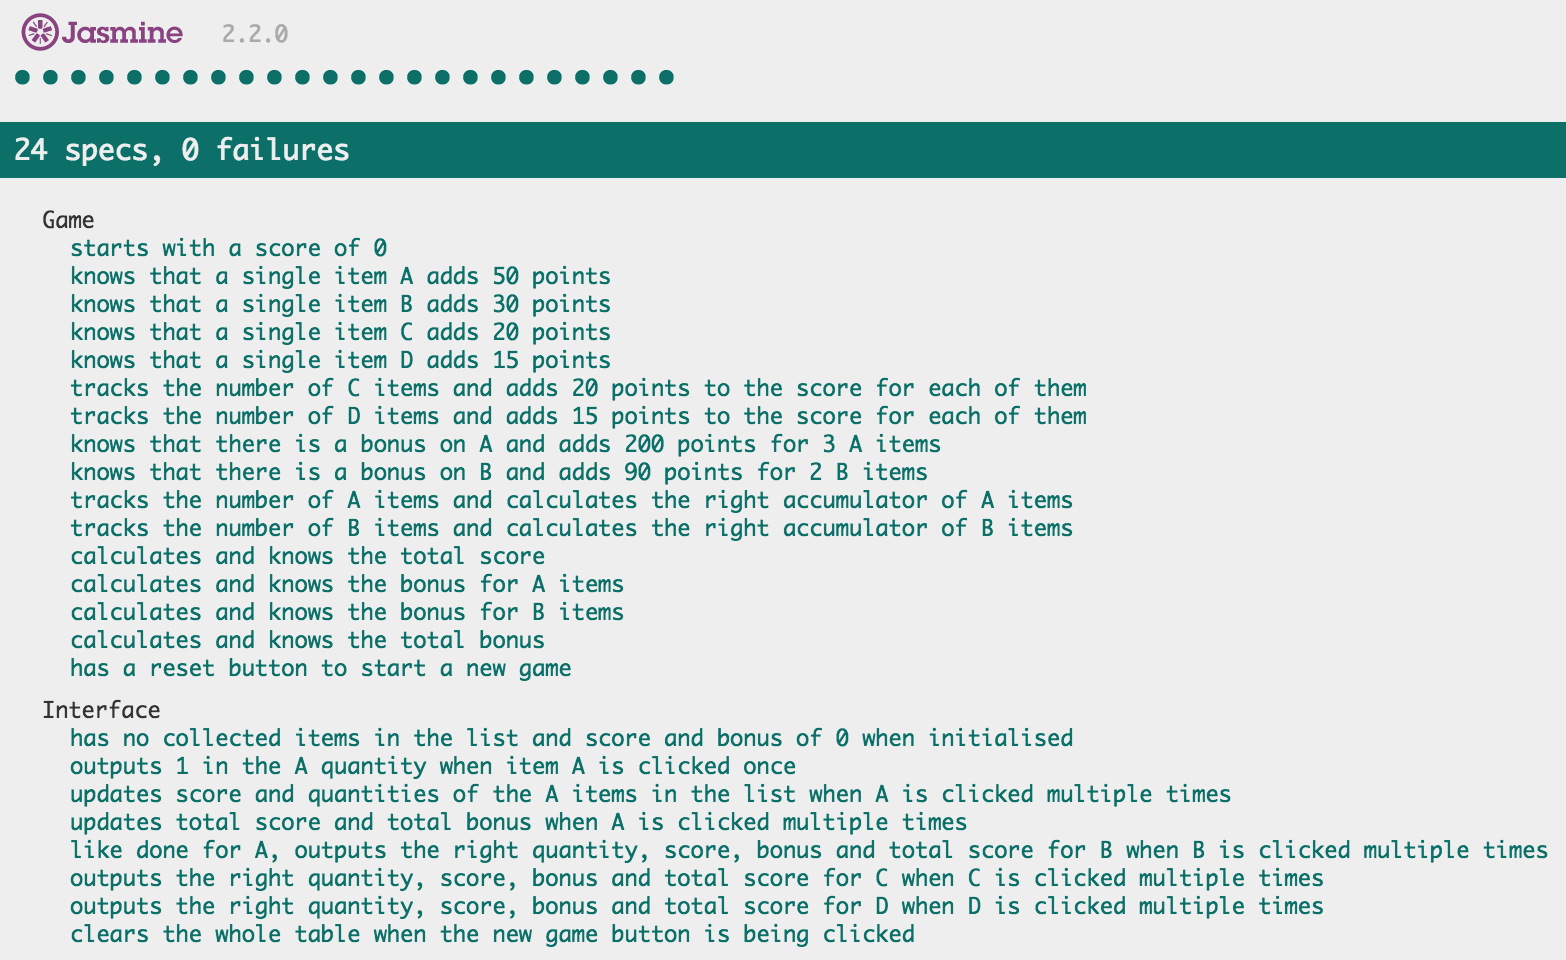 Jasmine 2.2.0
24 specs, 0 failures
Game
starts with a score of 0
knows that a single item A adds 50 points
knows that a single item B adds 30 points
knows that a single item C adds 20 points
knows that a single item D adds 15 points
tracks the number of C items and adds 20 points to the score for each of them
tracks the number of D items and adds 15 points to the score for each of them
knows that there is a bonus on A and adds 200 points for 3 A items
knows that there is a bonus on B and adds 90 points for 2 B items
tracks the number of A items and calculates the right accumulator of A items
tracks the number of B items and calculates the right accumulator of B items
calculates and knows the total score
calculates and knows the bonus for A items
calculates and knows the bonus for B items
calculates and knows the total bonus
has a reset button to start a new game
Interface
has no collected items in the list and score and bonus of 0 when initialised
outputs 1 in the A quantity when item A is clicked once
updates score and quantities of the A items in the list when A is clicked multiple times
updates total score and total bonus when A is clicked multiple times
like done for A, outputs the right quantity, score, bonus and total score for B when B is clicked multiple times
outputs the right quantity, score, bonus and total score for C when C is clicked multiple times
outputs the right quantity, score, bonus and total score for D when D is clicked multiple times
clears the whole table when the new game button is being clicked